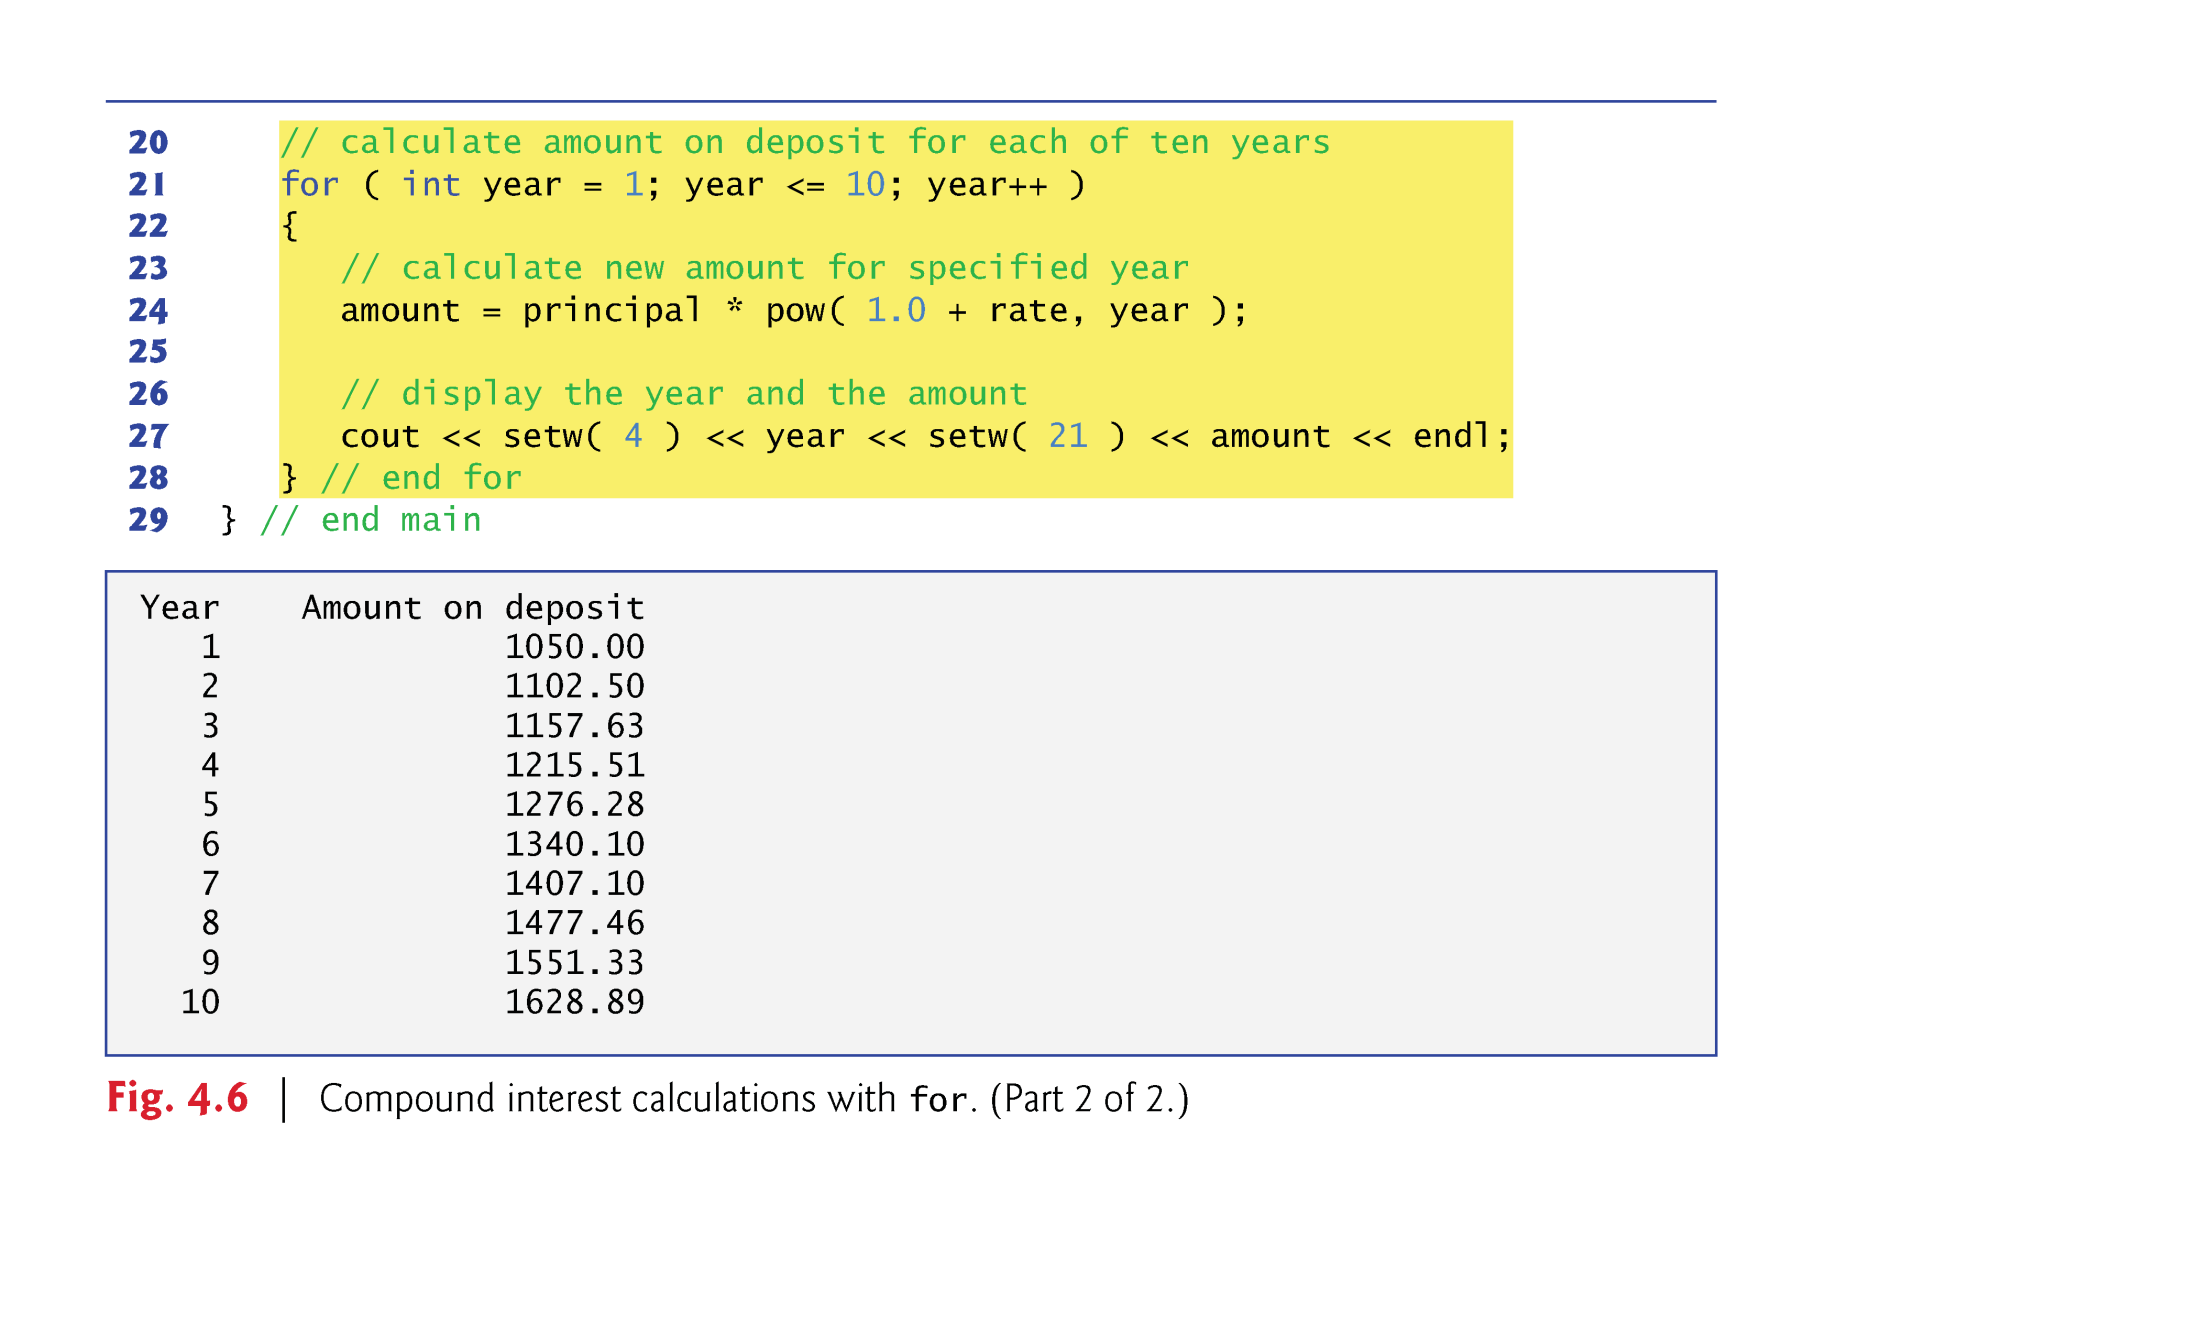 20 // calculate amount on deposit for each of ten years
21 for ( int year = 1; year <= 10; year++ )
22 {
23 // calculate new amount for specified year
24 amount = principal * pow( 1.0 + rate, year );
25
26 // display the year and the amount
27 cout << setw( 4 ) << year << setw( 21 ) << amount << endl;
28 } // end for
29 } // end main
Year Amount on deposit
1 1050.00
2 1102.50
3 1157.63
4 1215.51
5 1276.28
6 1340.10
7 1407.10
8 1477.46
9 1551.33
10 1628.89
Fig. 4.6 | Compound interest calculations with for. (Part 2 of 2.)